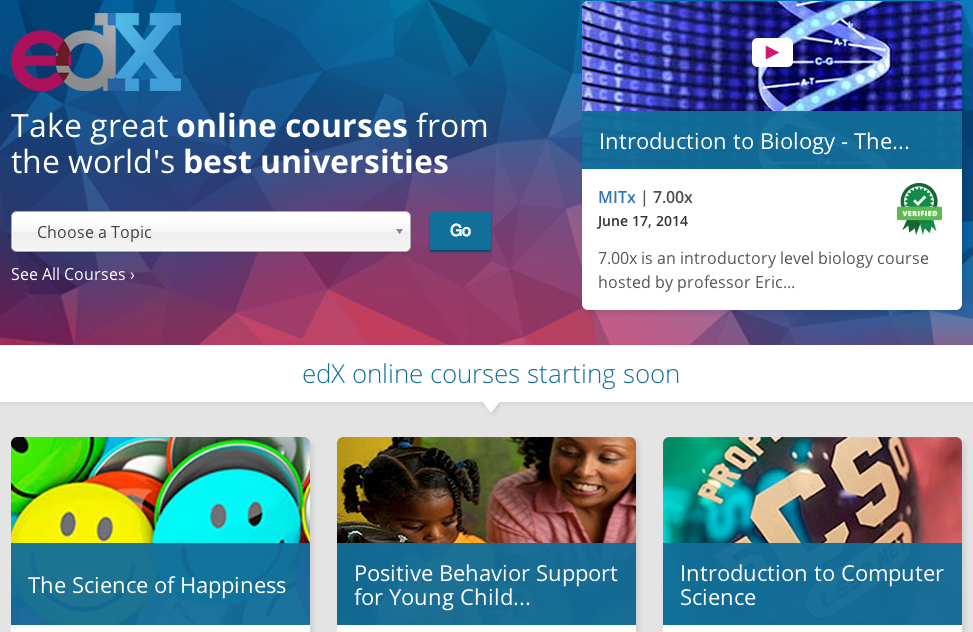 edX
Take great online courses from
the world's best universities
Choose a Topic
Go
See All Courses ›
A-T
C-G
A-T
Introduction to Biology - The...
MITx | 7.00x
VERIFIED
June 17, 2014
7.00x is an introductory level biology course
hosted by professor Eric...
edX online courses starting soon
The Science of Happiness
Positive Behavior Support
for Young Child...
CS50
Introduction to Computer
Science